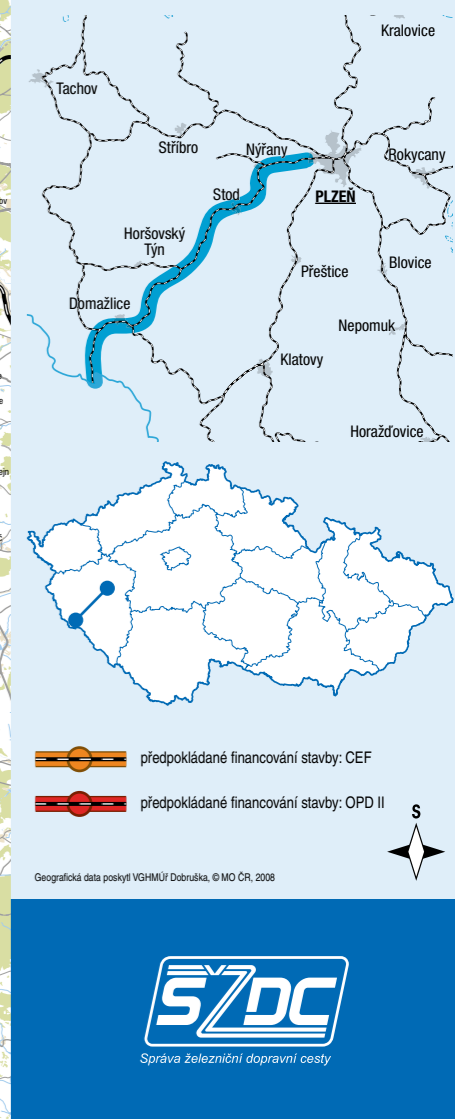 Kralovice
Tachov
Stříbro
Nýřany
Rokycany
Stod
PLZEŇ
Horšovský
Týn
Přeštice
Blovice
Domažlice
Nepomuk
Klatovy
Horažďovice
předpokládané financování stavby: CEF
předpokládané financování stavby: OPD II
S
Geografická data poskytl VGHMÚř Dobruška, © MO ČR, 2008
SŽDC
Správa železniční dopravní cesty